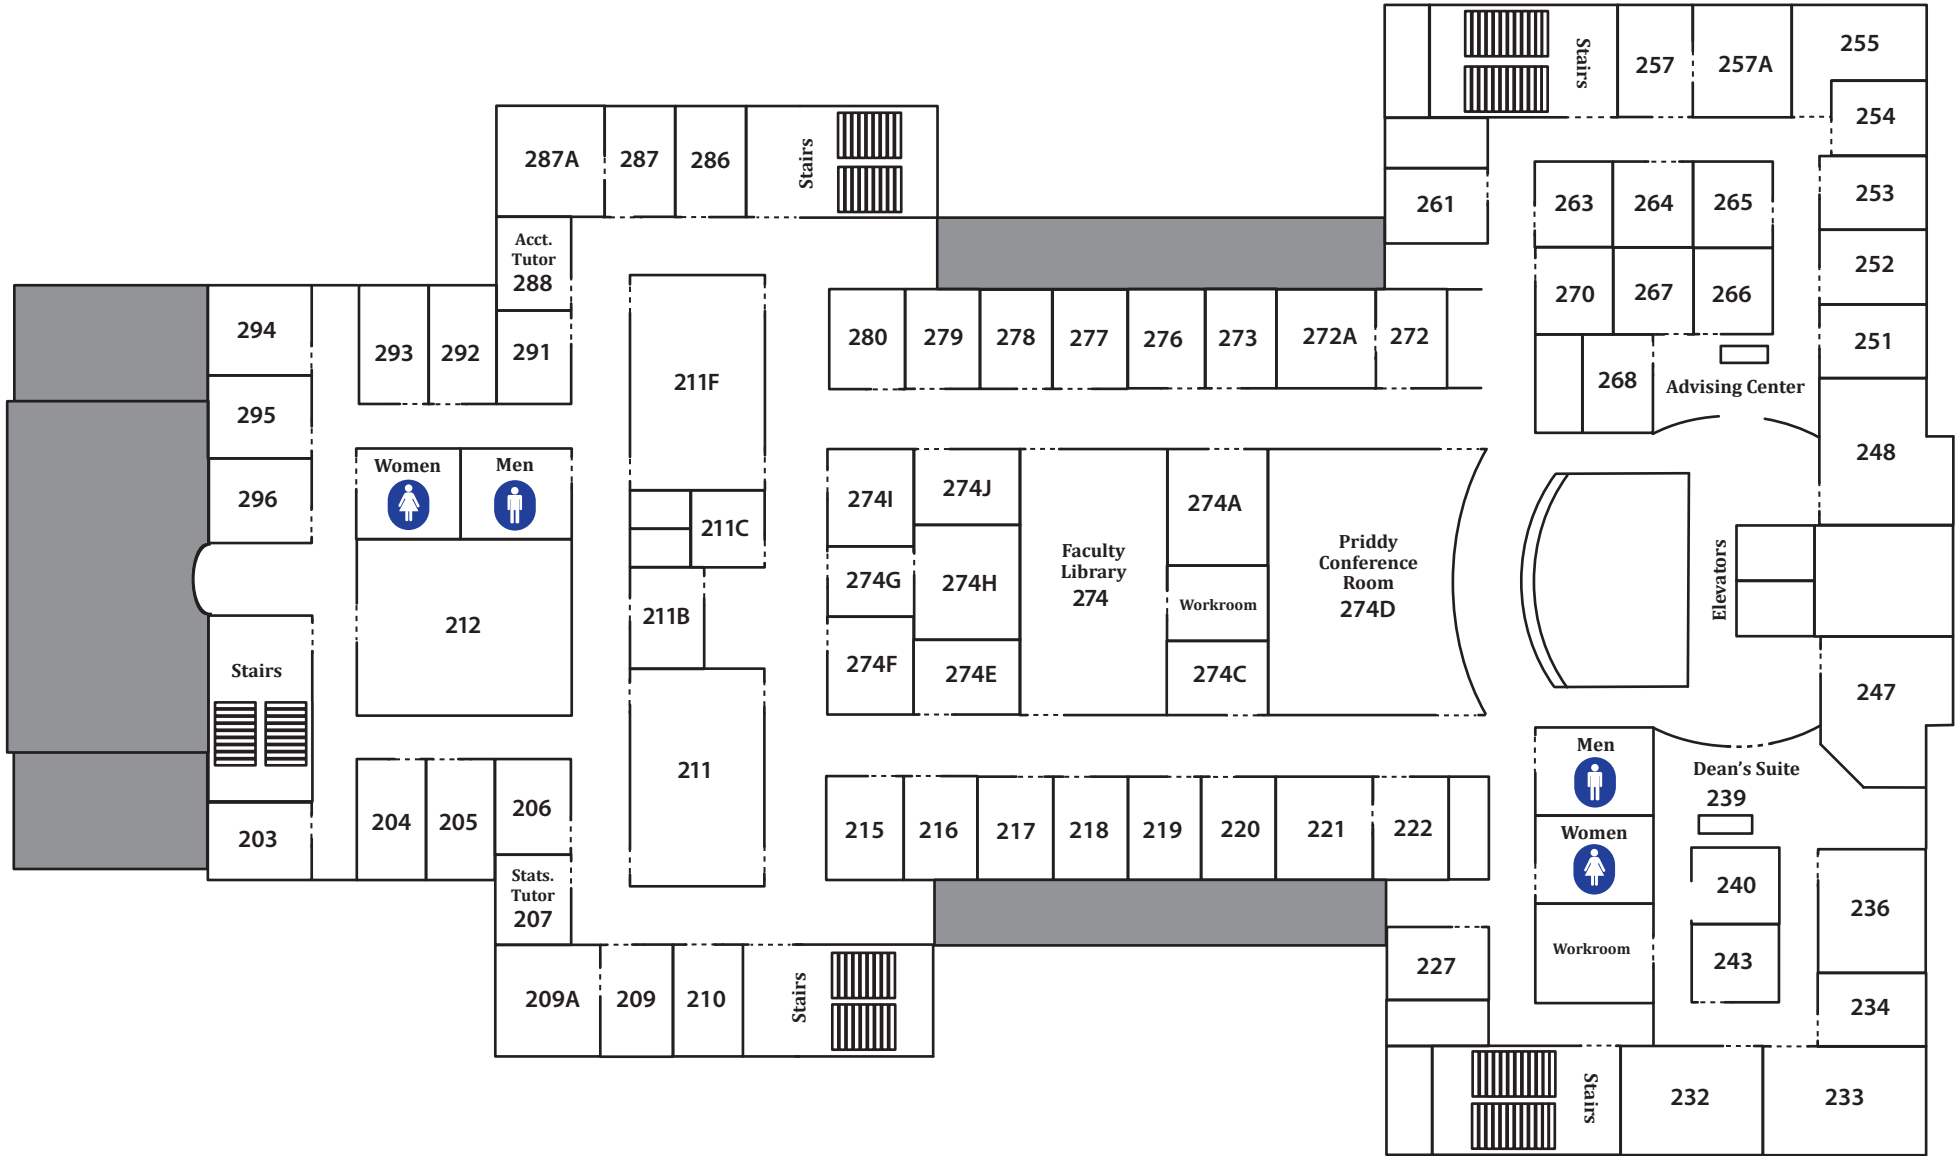 Stairs
257
257A
255
254
287A
287
286
Stairs
253
261
263
264
265
Acct.
Tutor
288
252
270
267
266
294
293
292
291
280
279
278
277
276
273
272A
272
251
211F
268
Advising Center
295
Women
Men
248
296
274I
274J
274A
211C
Faculty
Library
274
Priddy
Conference
Room
274D
Elevators
274G
274H
Workroom
212
211B
Stairs
274F
274E
274C
247
Men
211
Dean's Suite
239
203
204
205
206
215
216
217
218
219
220
221
222
Women
Stats.
Tutor
207
240
236
Workroom
227
243
209A
209
210
Stairs
234
Stairs
232
233